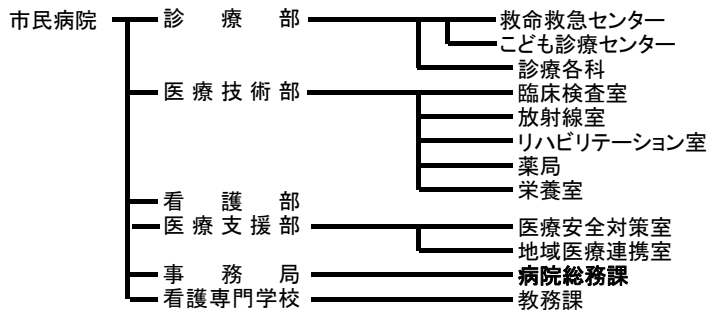 市民病院 診療部 救命救急センター
こども診療センター
診療各科
医療技術部 臨床検査室
放射線室
リハビリテーション室
薬局
栄養室
看護部
医療支援部 医療安全対策室
地域医療連携室
事務局 病院総務課
看護専門学校 教務課